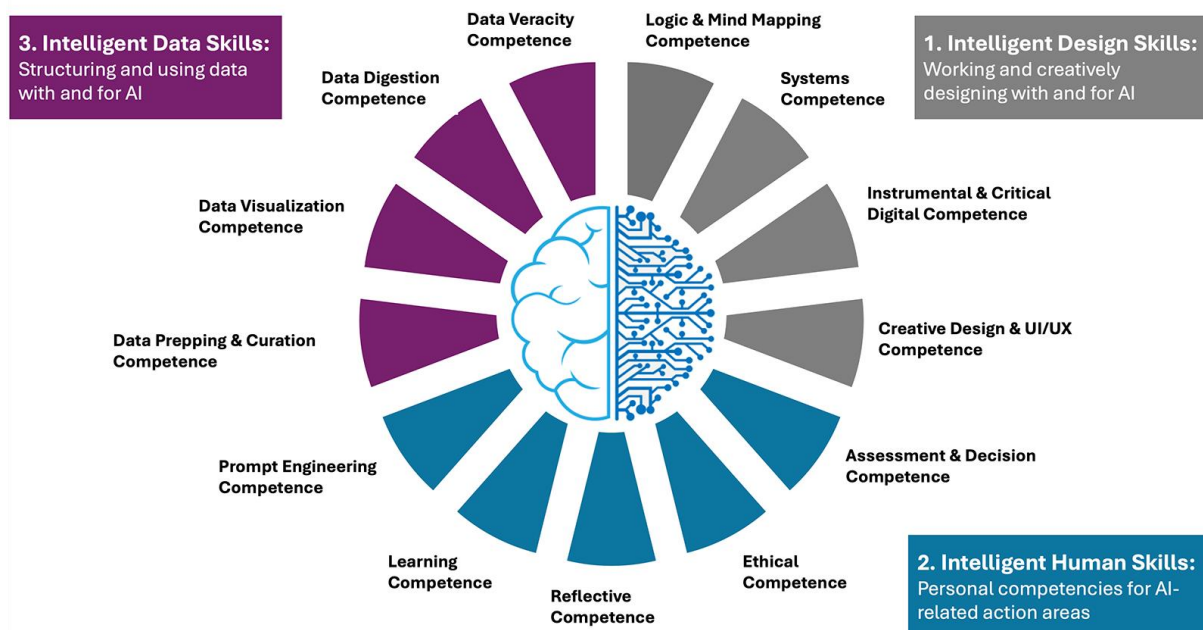 3. Intelligent Data Skills:
Structuring and using data
with and for AI
Data Veracity
Competence
Logic & Mind Mapping
Competence
1. Intelligent Design Skills:
Working and creatively
designing with and for AI
Data Digestion
Competence
Systems
Competence
Data Visualization
Competence
Instrumental & Critical
Digital Competence
Data Prepping & Curation
Competence
Creative Design & UI/UX
Competence
Prompt Engineering
Competence
Assessment & Decision
Competence
Learning
Competence
Reflective
Competence
Ethical
Competence
2. Intelligent Human Skills:
Personal competencies for AI-
related action areas